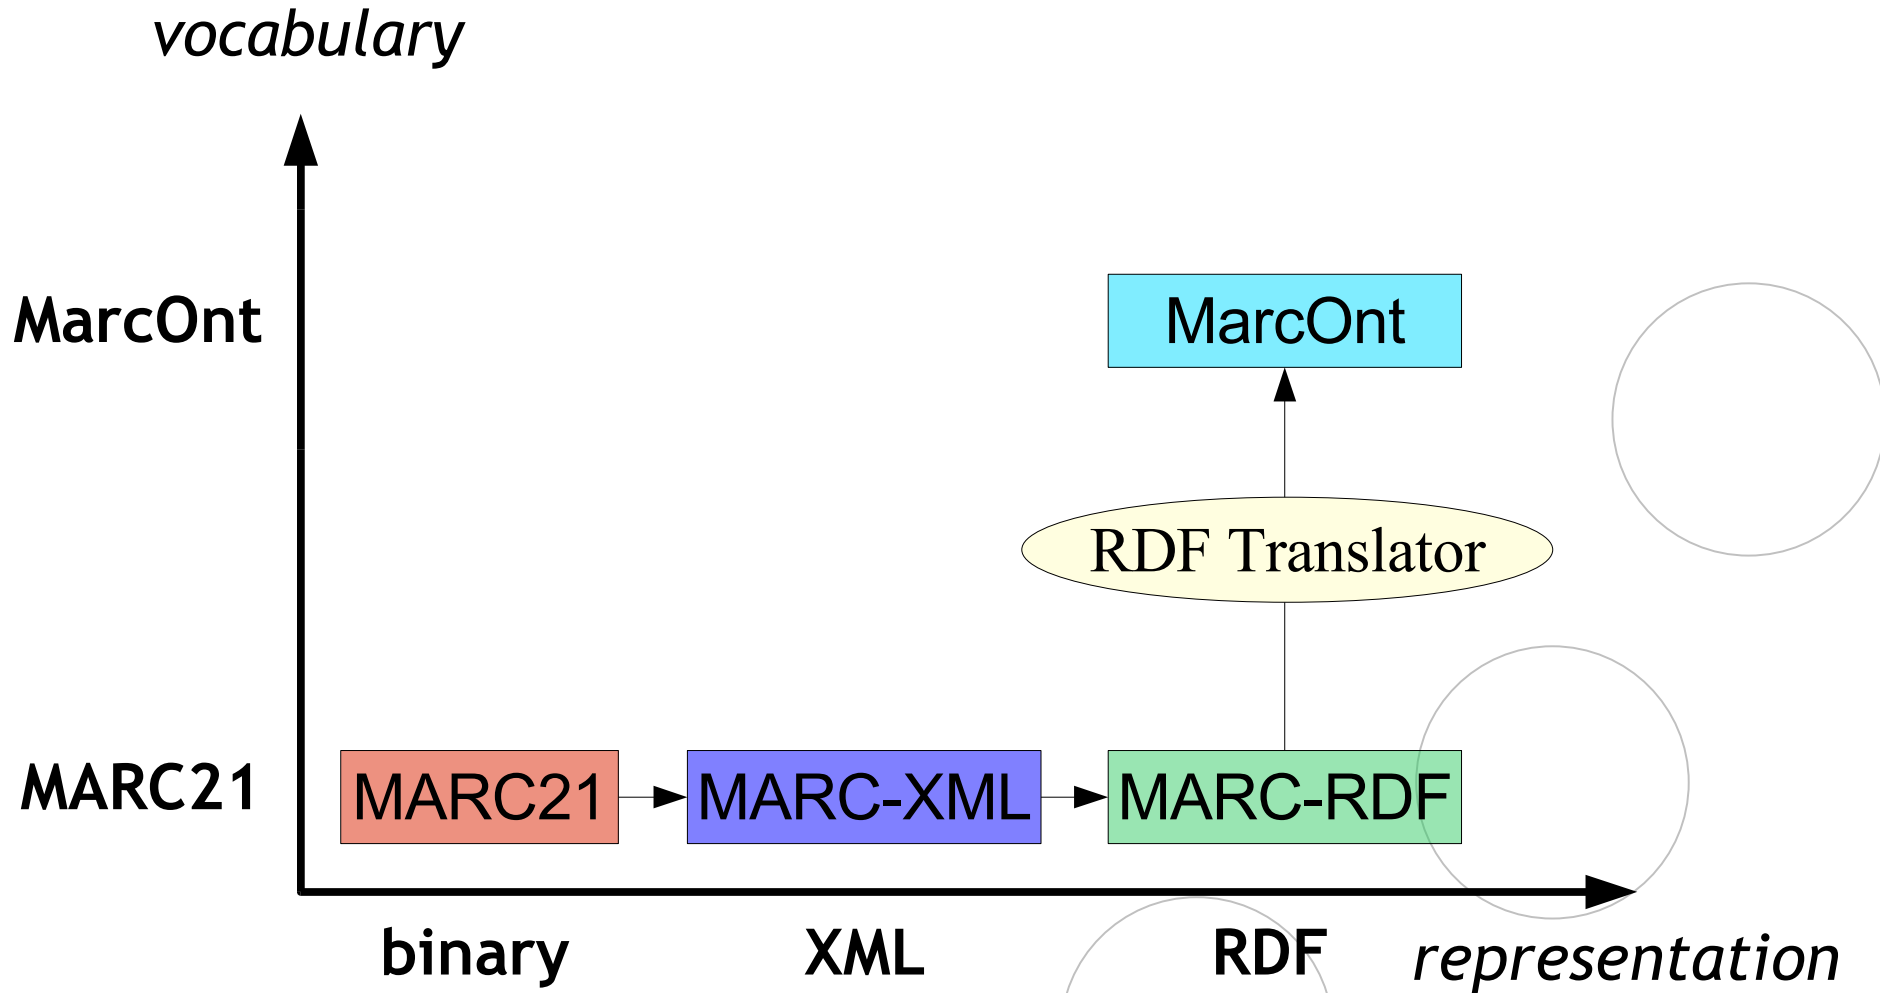 vocabulary
MarcOnt
MarcOnt
RDF Translator
MARC21
MARC21
MARC-XML
MARC-RDF
binary
XML
RDF
representation